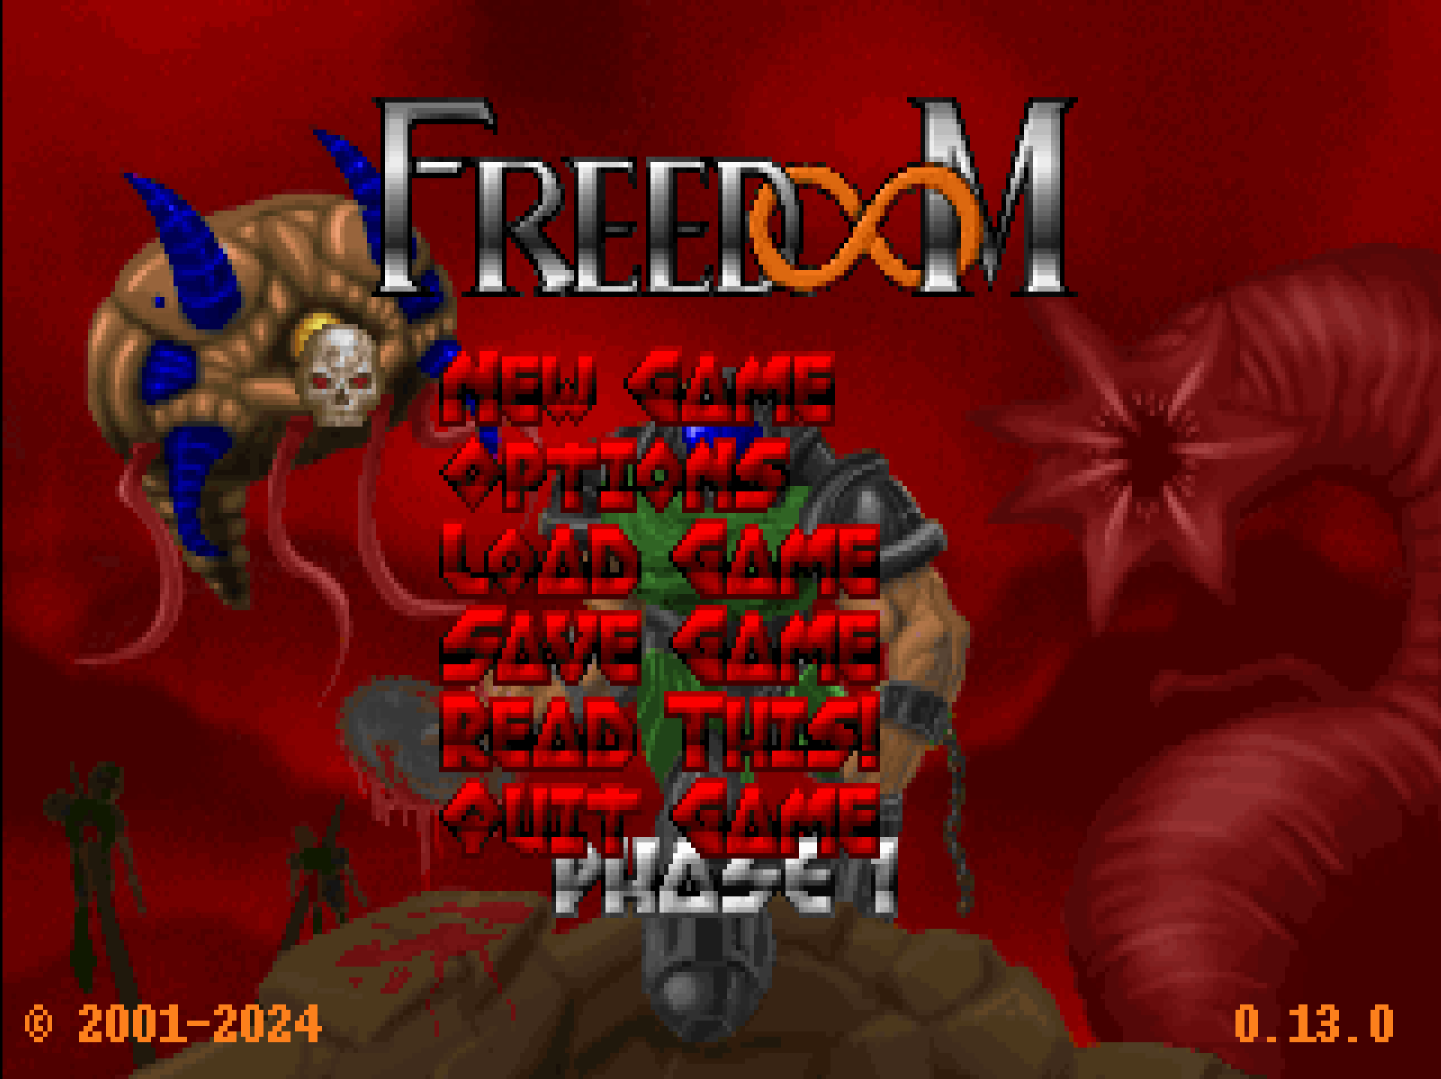 FREEDOOM
NEW GAME
OPTIONS
LOAD GAME
SAVE GAME
READ THIS!
QUIT GAME
PHASE 1
© 2001-2024
0.13.0